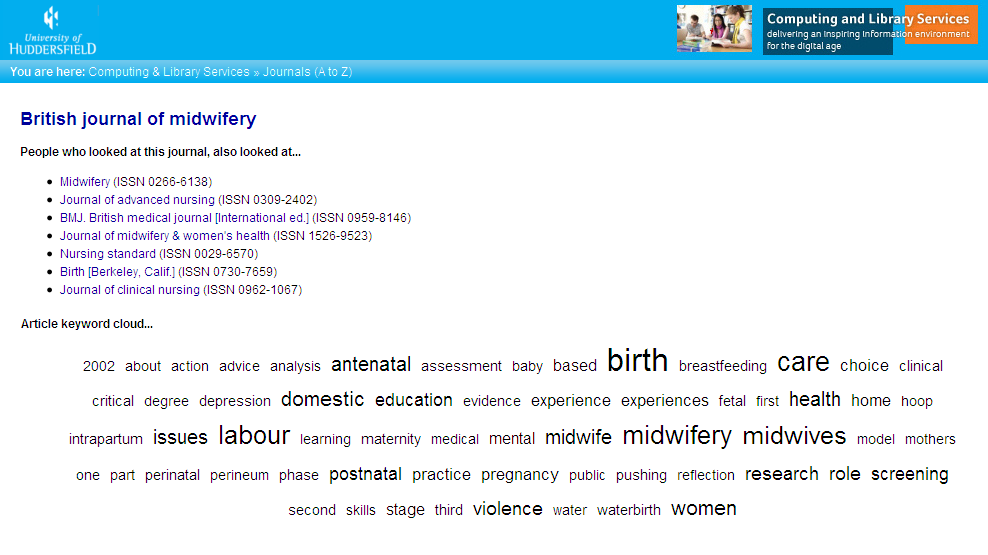 University of
HUDDERSFIELD
Computing and Library Services
delivering an inspiring information environment
for the digital age
You are here: Computing & Library Services » Journals (A to Z)
British journal of midwifery
People who looked at this journal, also looked at...
Midwifery (ISSN 0266-6138)
Journal of advanced nursing (ISSN 0309-2402)
BMJ. British medical journal [International ed.] (ISSN 0959-8146)
Journal of midwifery & women's health (ISSN 1526-9523)
Nursing standard (ISSN 0029-6570)
Birth [Berkeley, Calif.] (ISSN 0730-7659)
Journal of clinical nursing (ISSN 0962-1067)
Article keyword cloud...
2002 about action advice analysis antenatal assessment baby based birth breastfeeding care choice clinical
critical degree depression domestic education evidence experience experiences fetal first health home hoop
intrapartum issues labour learning maternity medical mental midwife midwifery midwives model mothers
one part perinatal perineum phase postnatal practice pregnancy public pushing reflection research role screening
second skills stage third violence water waterbirth women